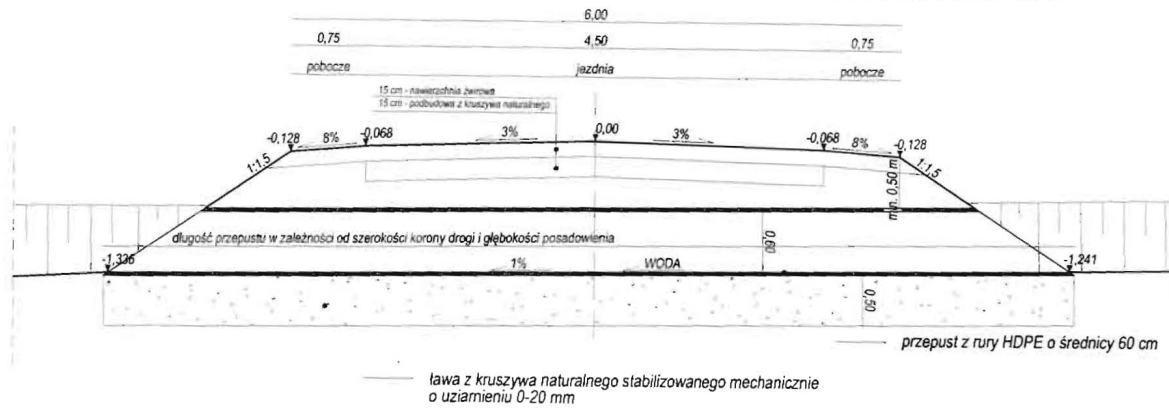 6,00
0,75 4,50 0,75
pobocze jezdnia pobocze
15 cm - nawierzchnia żwirowa
15 cm - podbudowa z kruszywa naturalnego
-0,128 8% -0,068 3% 0,00 3% -0,068 8% -0,128
1:1,5 1:1,5
min. 0,50 m
długość przepustu w zależności od szerokości korony drogi i głębokości posadowienia
0,60
-1,336 1% WODA -1,241
0,50
przepust z rury HDPE o średnicy 60 cm
ława z kruszywa naturalnego stabilizowanego mechanicznie
o uziarnieniu 0-20 mm